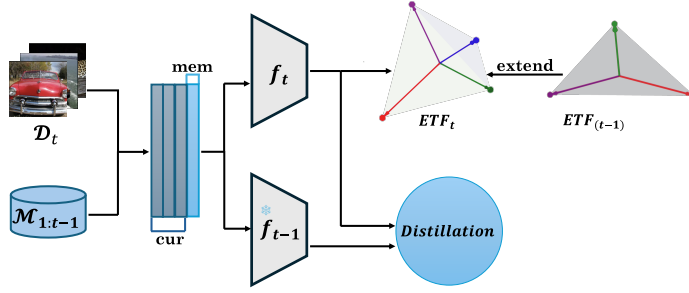 mem
f_t
extend
ETF_t
ETF_(t−1)
𝒟_t
ℳ_1:t−1
f_t−1
cur
Distillation